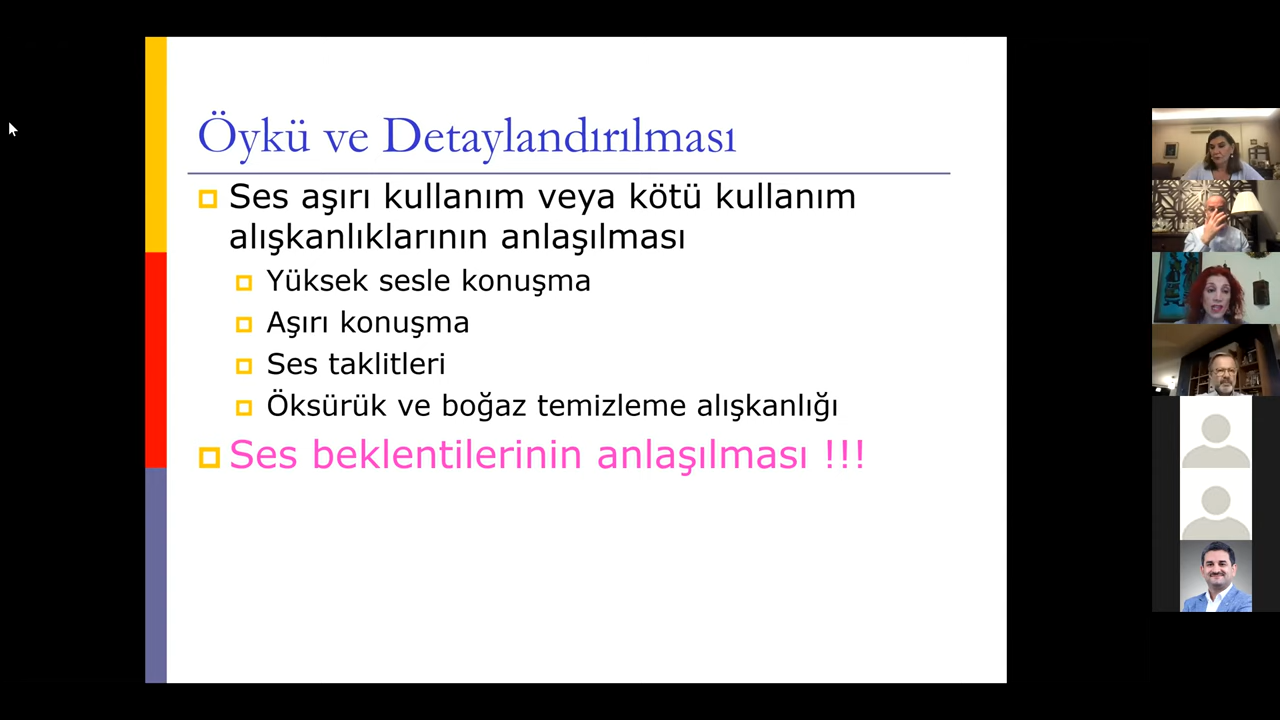 Öykü ve Detaylandırılması
Ses aşırı kullanım veya kötü kullanım
alışkanlıklarının anlaşılması
Yüksek sesle konuşma
Aşırı konuşma
Ses taklitleri
Öksürük ve boğaz temizleme alışkanlığı
Ses beklentilerinin anlaşılması !!!